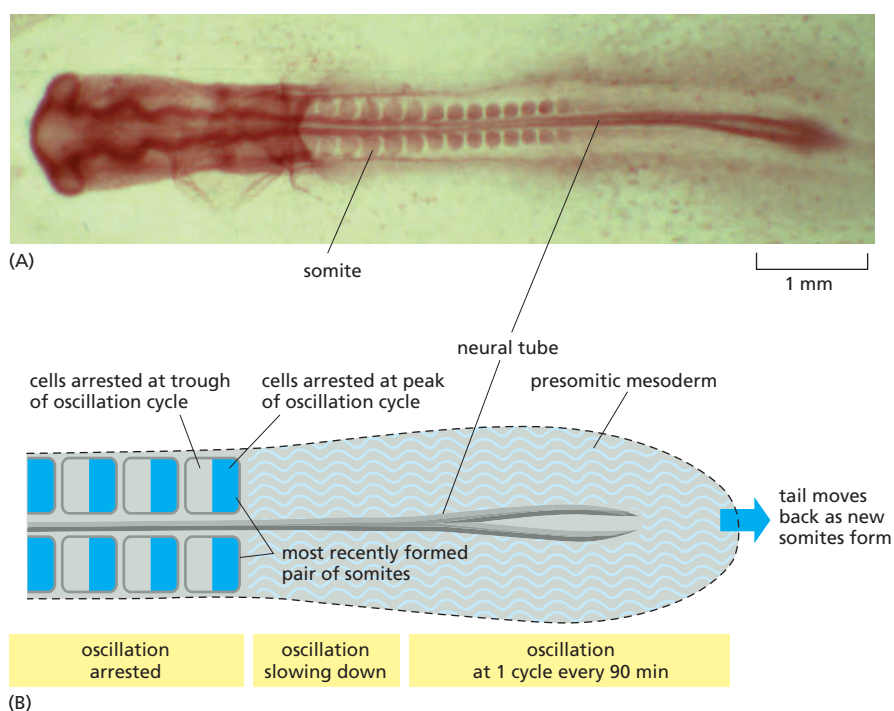 (A)
somite
1 mm
neural tube
cells arrested at trough
of oscillation cycle
cells arrested at peak
of oscillation cycle
presomitic mesoderm
tail moves
back as new
somites form
most recently formed
pair of somites
oscillation
arrested
oscillation
slowing down
oscillation
at 1 cycle every 90 min
(B)